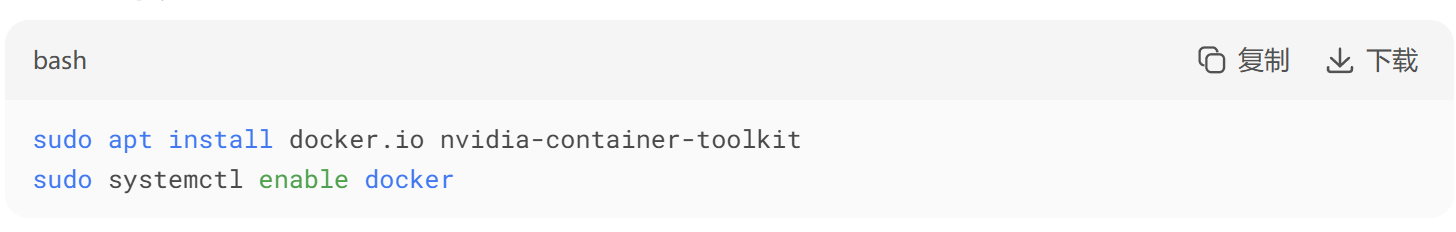 bash 复制 下载
sudo apt install docker.io nvidia-container-toolkit
sudo systemctl enable docker